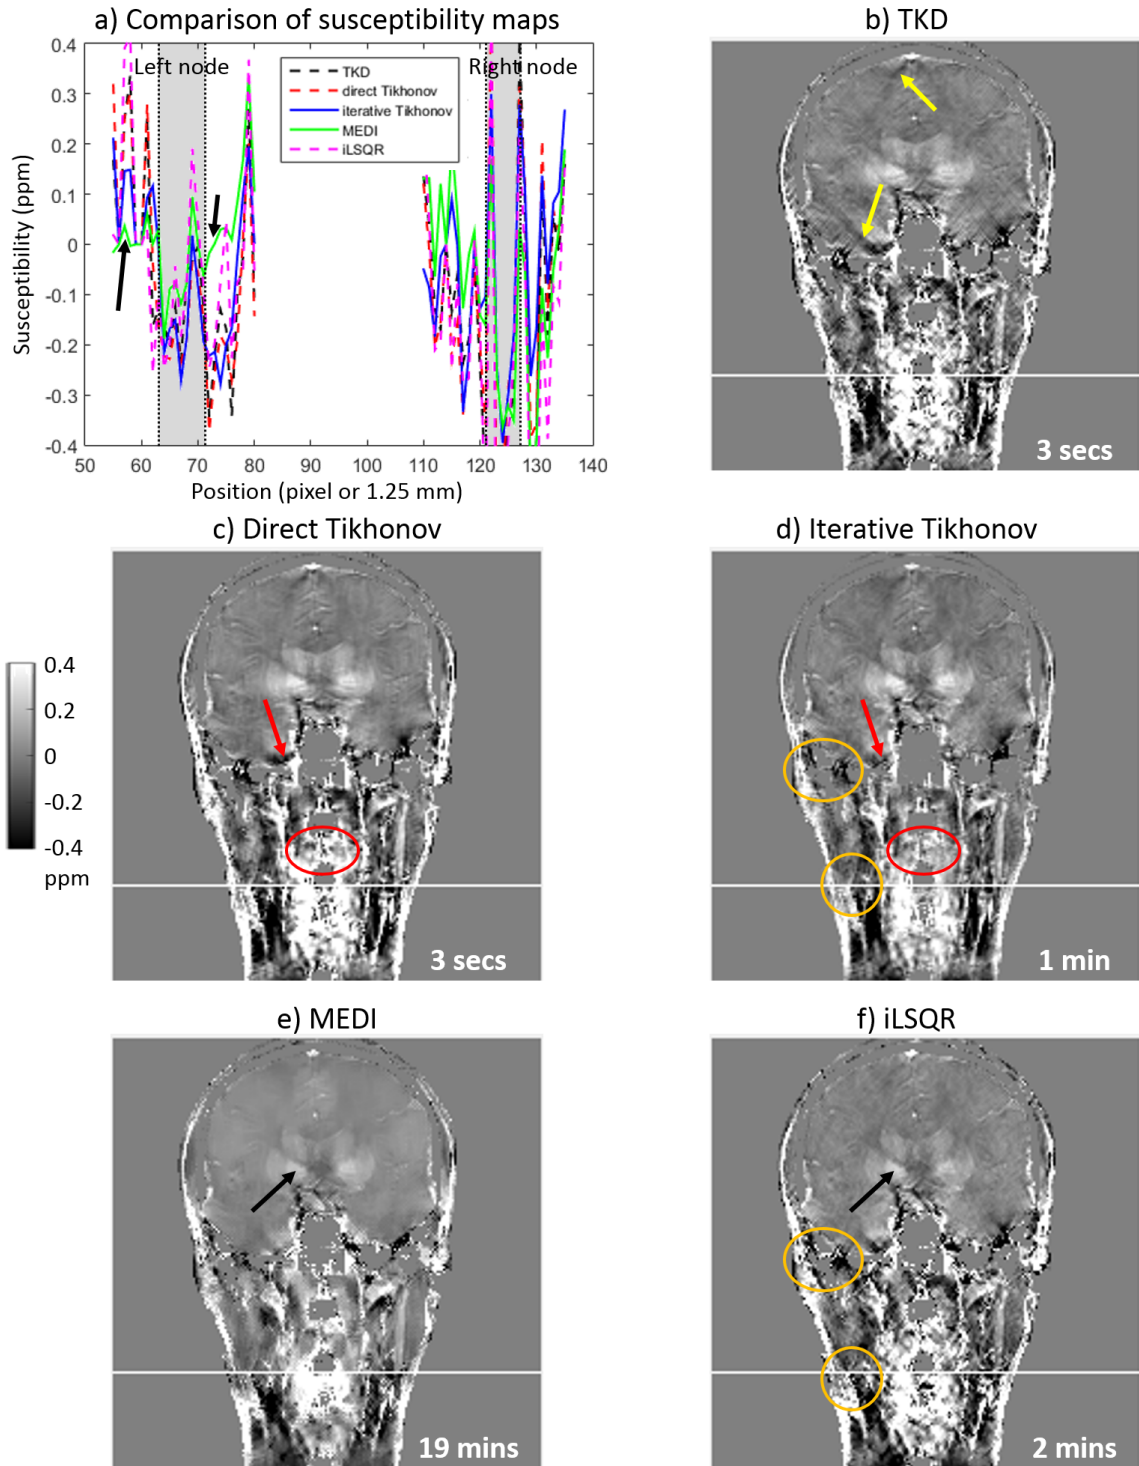 a) Comparison of susceptibility maps
Susceptibility (ppm)
0.4
0.3
0.2
0.1
0
-0.1
-0.2
-0.3
-0.4
Left node
Right node
TKD
direct Tikhonov
iterative Tikhonov
MEDI
iLSQR
50 60 70 80 90 100 110 120 130 140
Position (pixel or 1.25 mm)
b) TKD
3 secs
c) Direct Tikhonov
0.4
0.2
0
-0.2
-0.4
ppm
3 secs
d) Iterative Tikhonov
1 min
e) MEDI
19 mins
f) iLSQR
2 mins